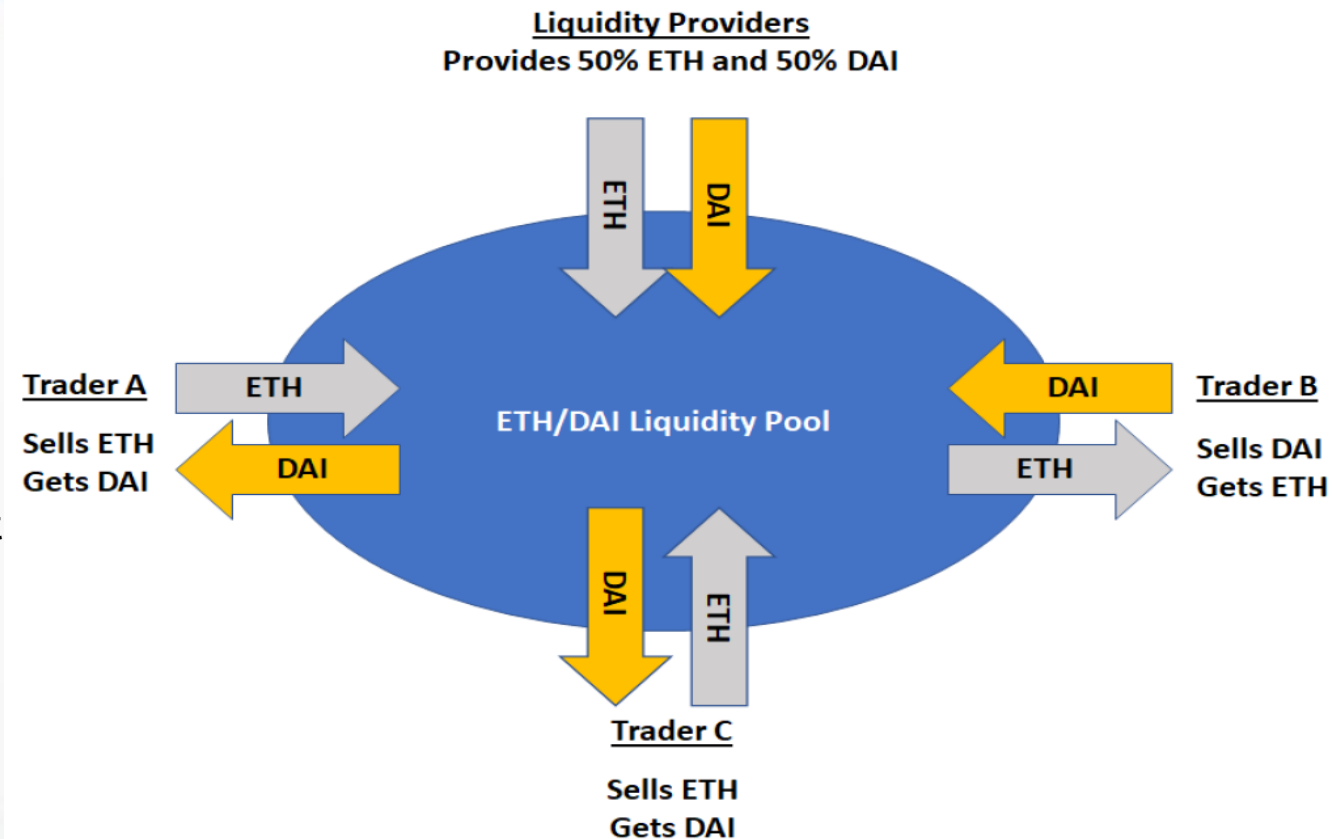 Liquidity Providers
Provides 50% ETH and 50% DAI
ETH
DAI
Trader A
Sells ETH
Gets DAI
ETH
DAI
ETH/DAI Liquidity Pool
DAI
ETH
Trader B
Sells DAI
Gets ETH
DAI
ETH
Trader C
Sells ETH
Gets DAI